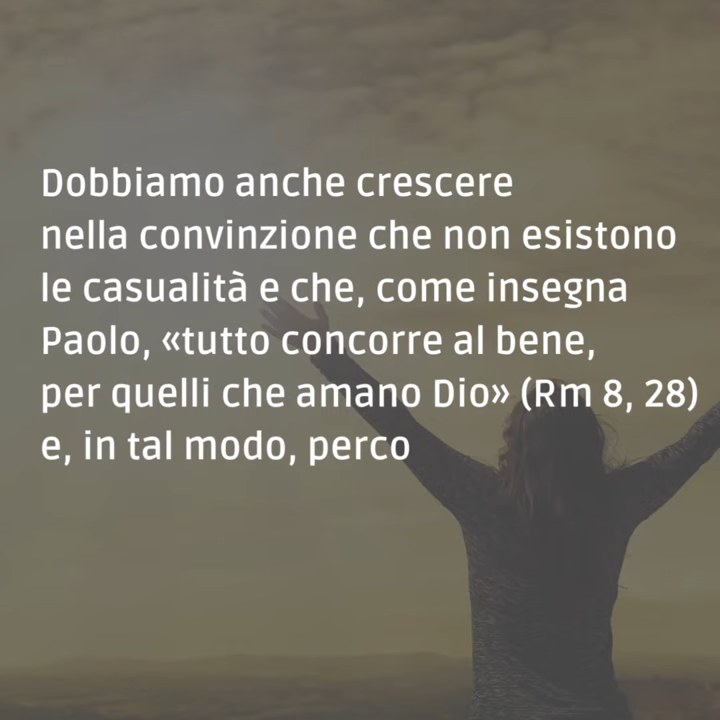 Dobbiamo anche crescere
nella convinzione che non esistono
le casualità e che, come insegna
Paolo, «tutto concorre al bene,
per quelli che amano Dio» (Rm 8, 28)
e, in tal modo, perco